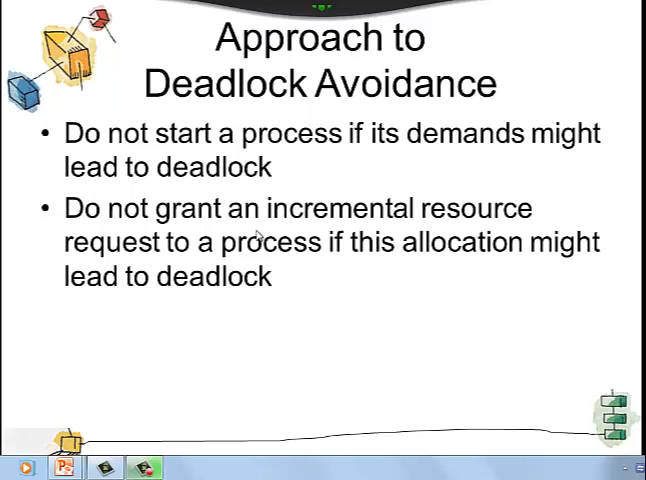 Approach to
Deadlock Avoidance
• Do not start a process if its demands might
lead to deadlock
• Do not grant an incremental resource
request to a process if this allocation might
lead to deadlock